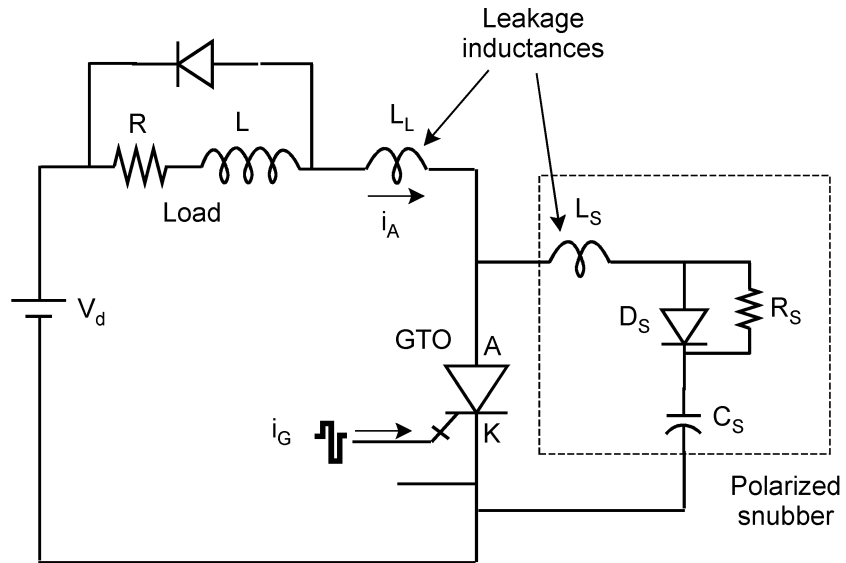 Leakage
inductances
R
L
L_L
Load
i_A
L_S
V_d
D_S
R_S
GTO
A
i_G
K
C_S
Polarized
snubber